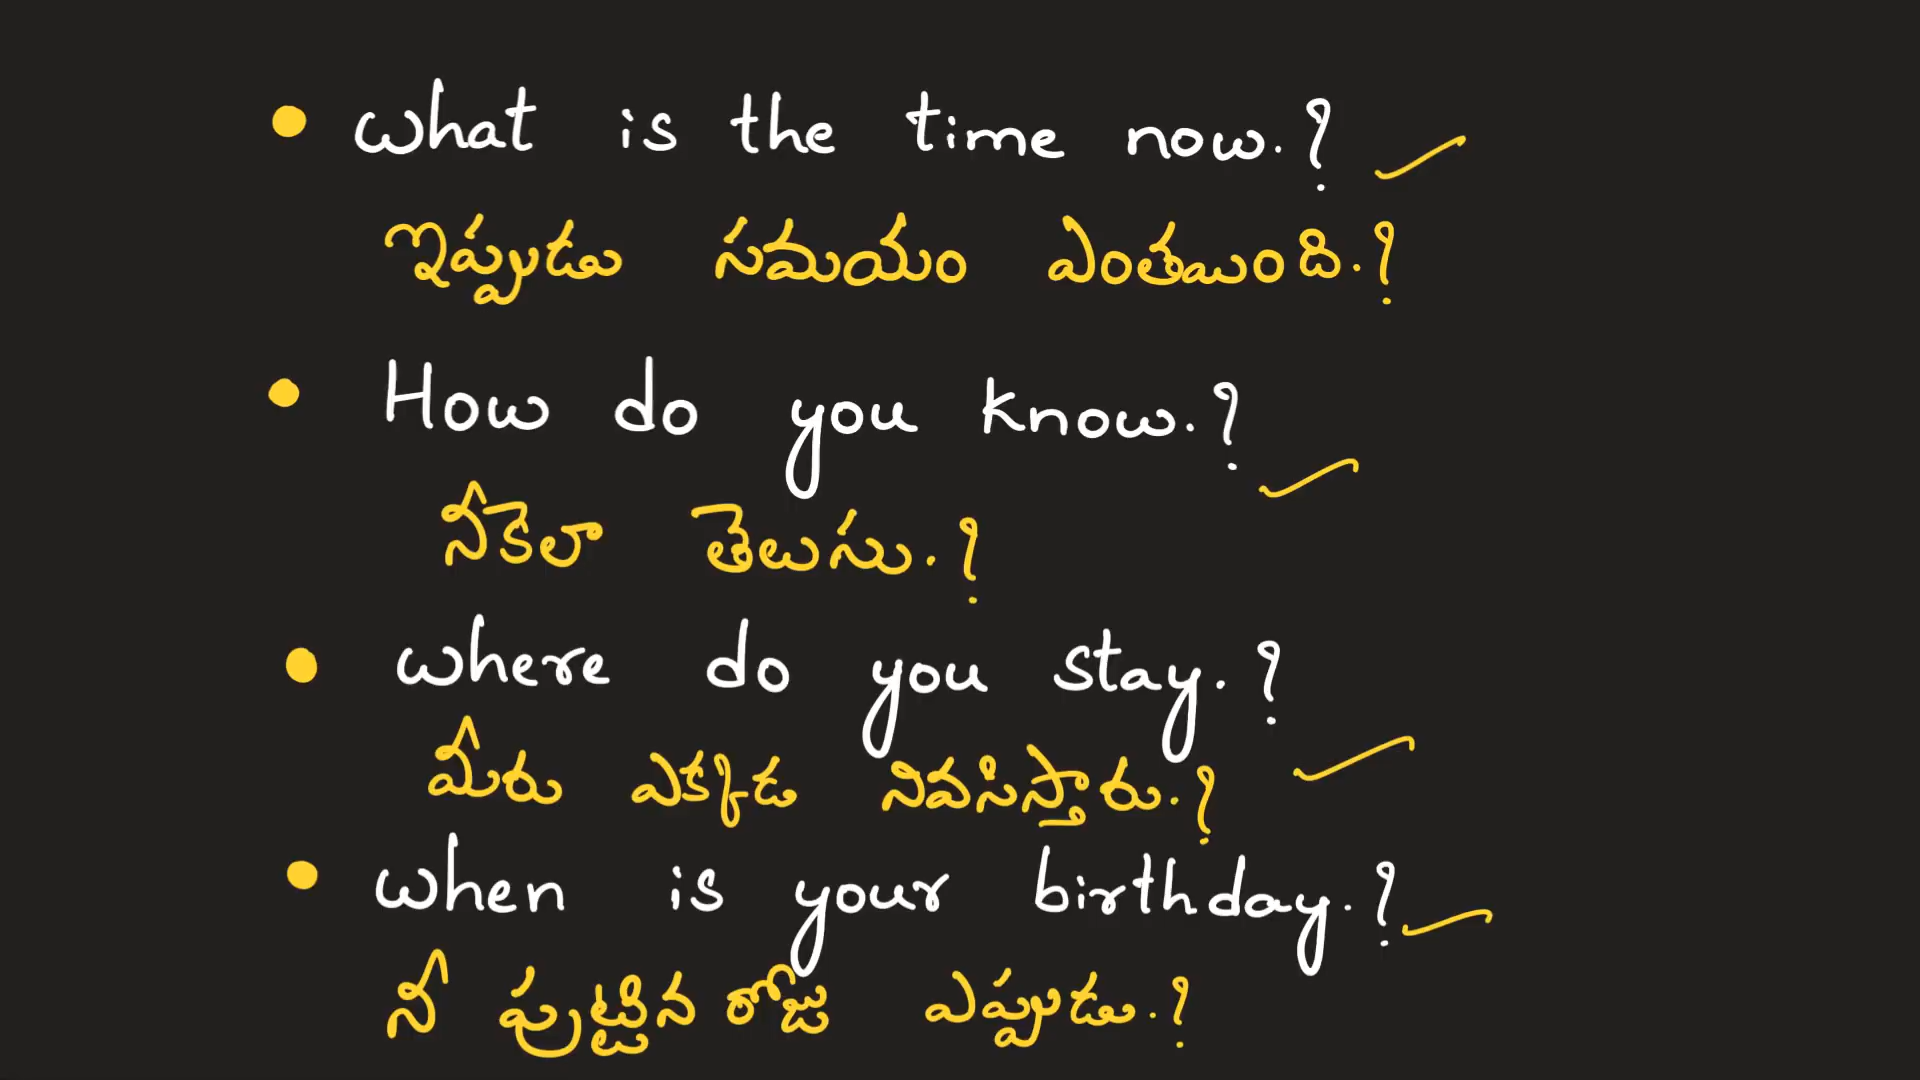 • what is the time now.?
ఇప్పుడు సమయం ఎంతయింది.?
• How do you know.?
నీకెలా తెలుసు.?
• where do you stay.?
మీరు ఎక్కడ నివసిస్తారు.?
• when is your birthday.?
నీ పుట్టిన రోజు ఎప్పుడు.?